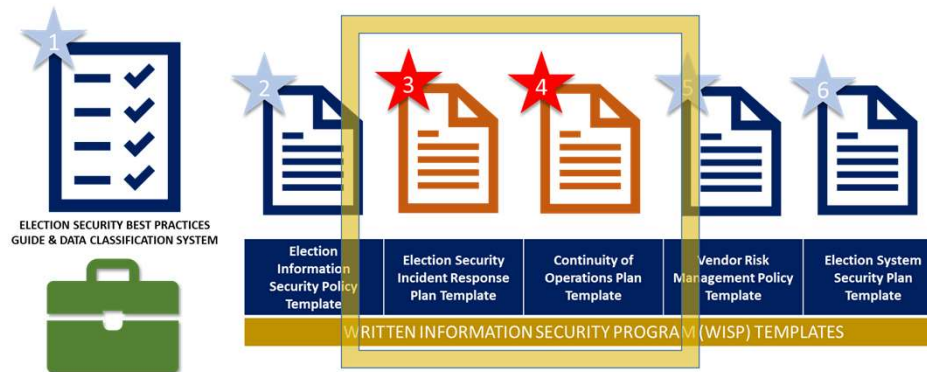 1
ELECTION SECURITY BEST PRACTICES
GUIDE & DATA CLASSIFICATION SYSTEM
2
Election
Information
Security Policy
Template
3
Election Security
Incident Response
Plan Template
4
Continuity of
Operations Plan
Template
5
Vendor Risk
Management Policy
Template
6
Election System
Security Plan
Template
WRITTEN INFORMATION SECURITY PROGRAM (WISP) TEMPLATES